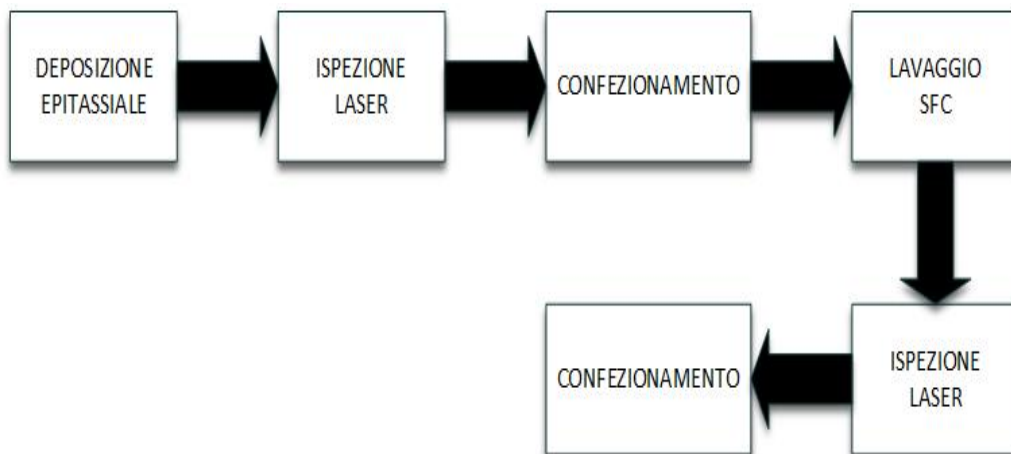 DEPOSIZIONE
EPITASSIALE
ISPEZIONE
LASER
CONFEZIONAMENTO
LAVAGGIO
SFC
ISPEZIONE
LASER
CONFEZIONAMENTO